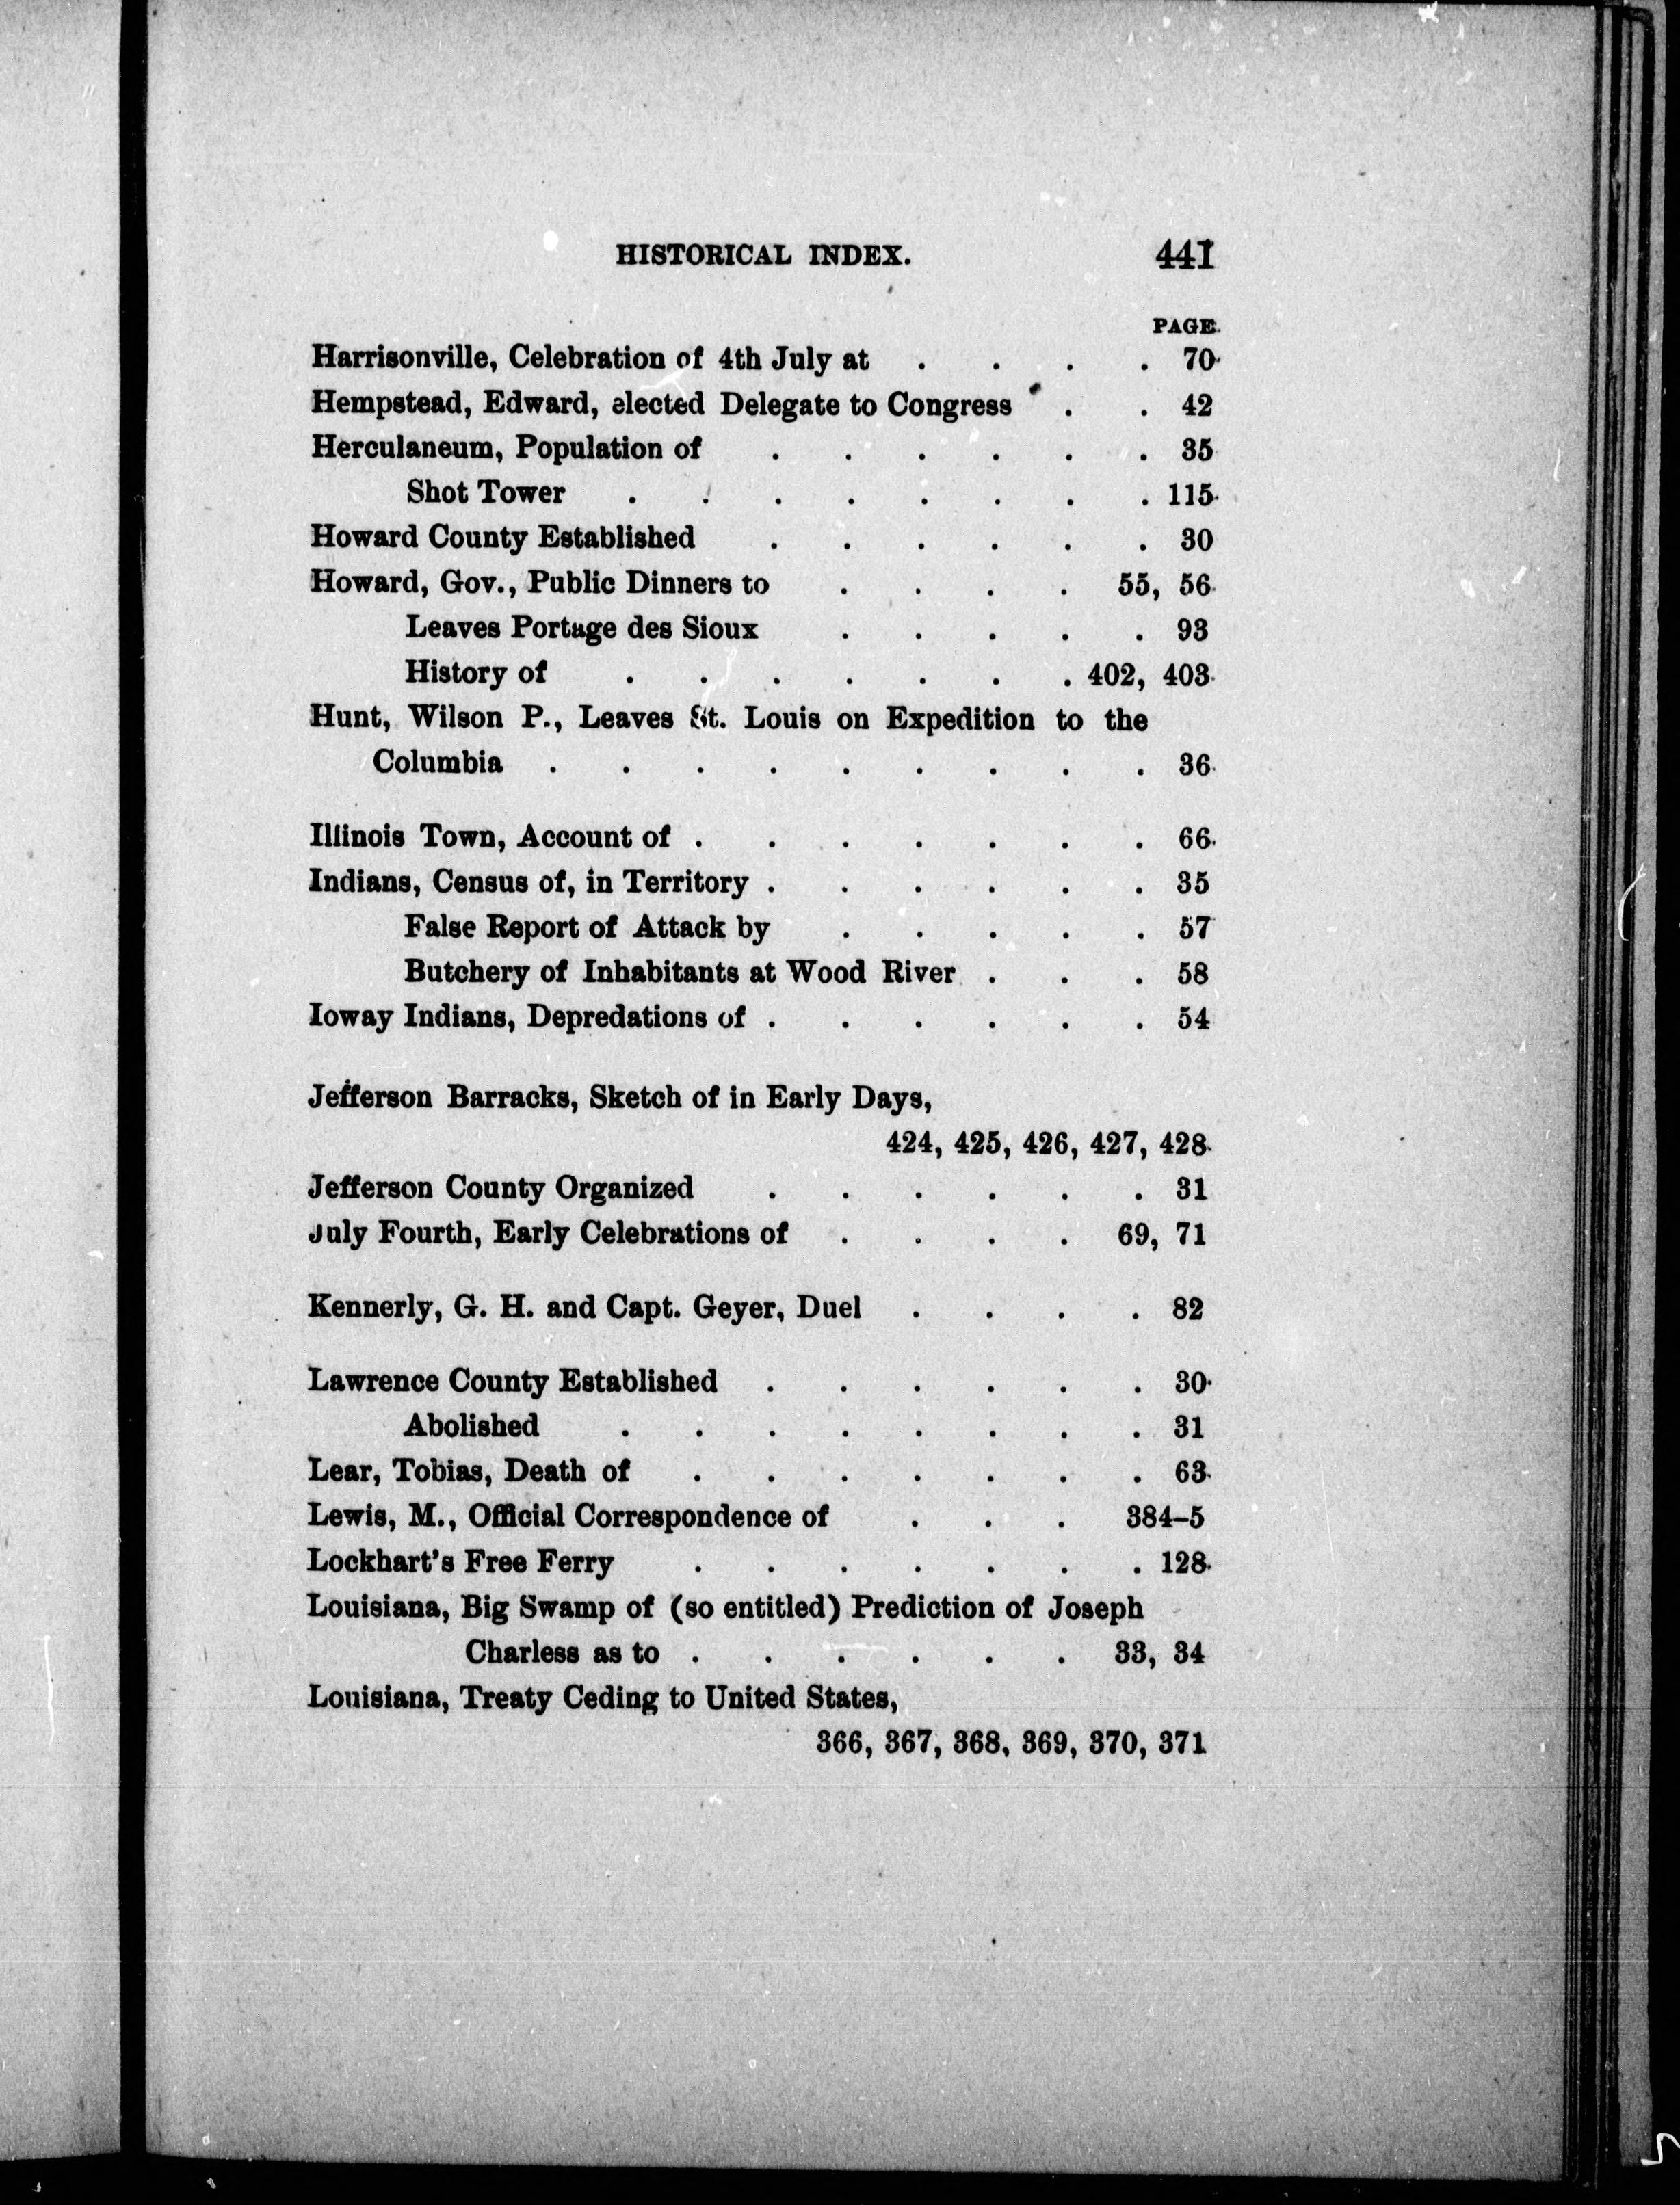 HISTORICAL INDEX. 441
PAGE.
Harrisonville, Celebration of 4th July at . . . . 70
Hempstead, Edward, elected Delegate to Congress . . 42
Herculaneum, Population of . . . . . . 35
Shot Tower . . . . . . . . 115
Howard County Established . . . . . . 30
Howard, Gov., Public Dinners to . . . . 55, 56
Leaves Portage des Sioux . . . . . 93
History of . . . . . . . 402, 403
Hunt, Wilson P., Leaves St. Louis on Expedition to the
Columbia . . . . . . . . . 36
Illinois Town, Account of . . . . . . . 66
Indians, Census of, in Territory . . . . . . 35
False Report of Attack by . . . . . 57
Butchery of Inhabitants at Wood River . . . 58
Ioway Indians, Depredations of . . . . . . 54
Jefferson Barracks, Sketch of in Early Days,
424, 425, 426, 427, 428
Jefferson County Organized . . . . . . 31
July Fourth, Early Celebrations of . . . . 69, 71
Kennerly, G. H. and Capt. Geyer, Duel . . . . 82
Lawrence County Established . . . . . . 30
Abolished . . . . . . . . 31
Lear, Tobias, Death of . . . . . . . 63
Lewis, M., Official Correspondence of . . . 384–5
Lockhart's Free Ferry . . . . . . . 128
Louisiana, Big Swamp of (so entitled) Prediction of Joseph
Charless as to . . . . . . 33, 34
Louisiana, Treaty Ceding to United States,
366, 367, 368, 369, 370, 371